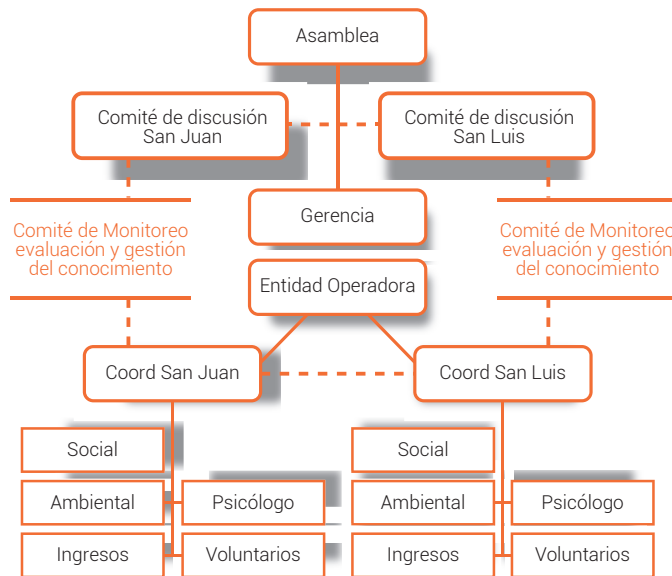 Asamblea
Comité de discusión
San Juan
Comité de discusión
San Luis
Gerencia
Comité de Monitoreo
evaluación y gestión
del conocimiento
Comité de Monitoreo
evaluación y gestión
del conocimiento
Entidad Operadora
Coord San Juan
Coord San Luis
Social
Ambiental
Psicólogo
Ingresos
Voluntarios
Social
Ambiental
Psicólogo
Ingresos
Voluntarios